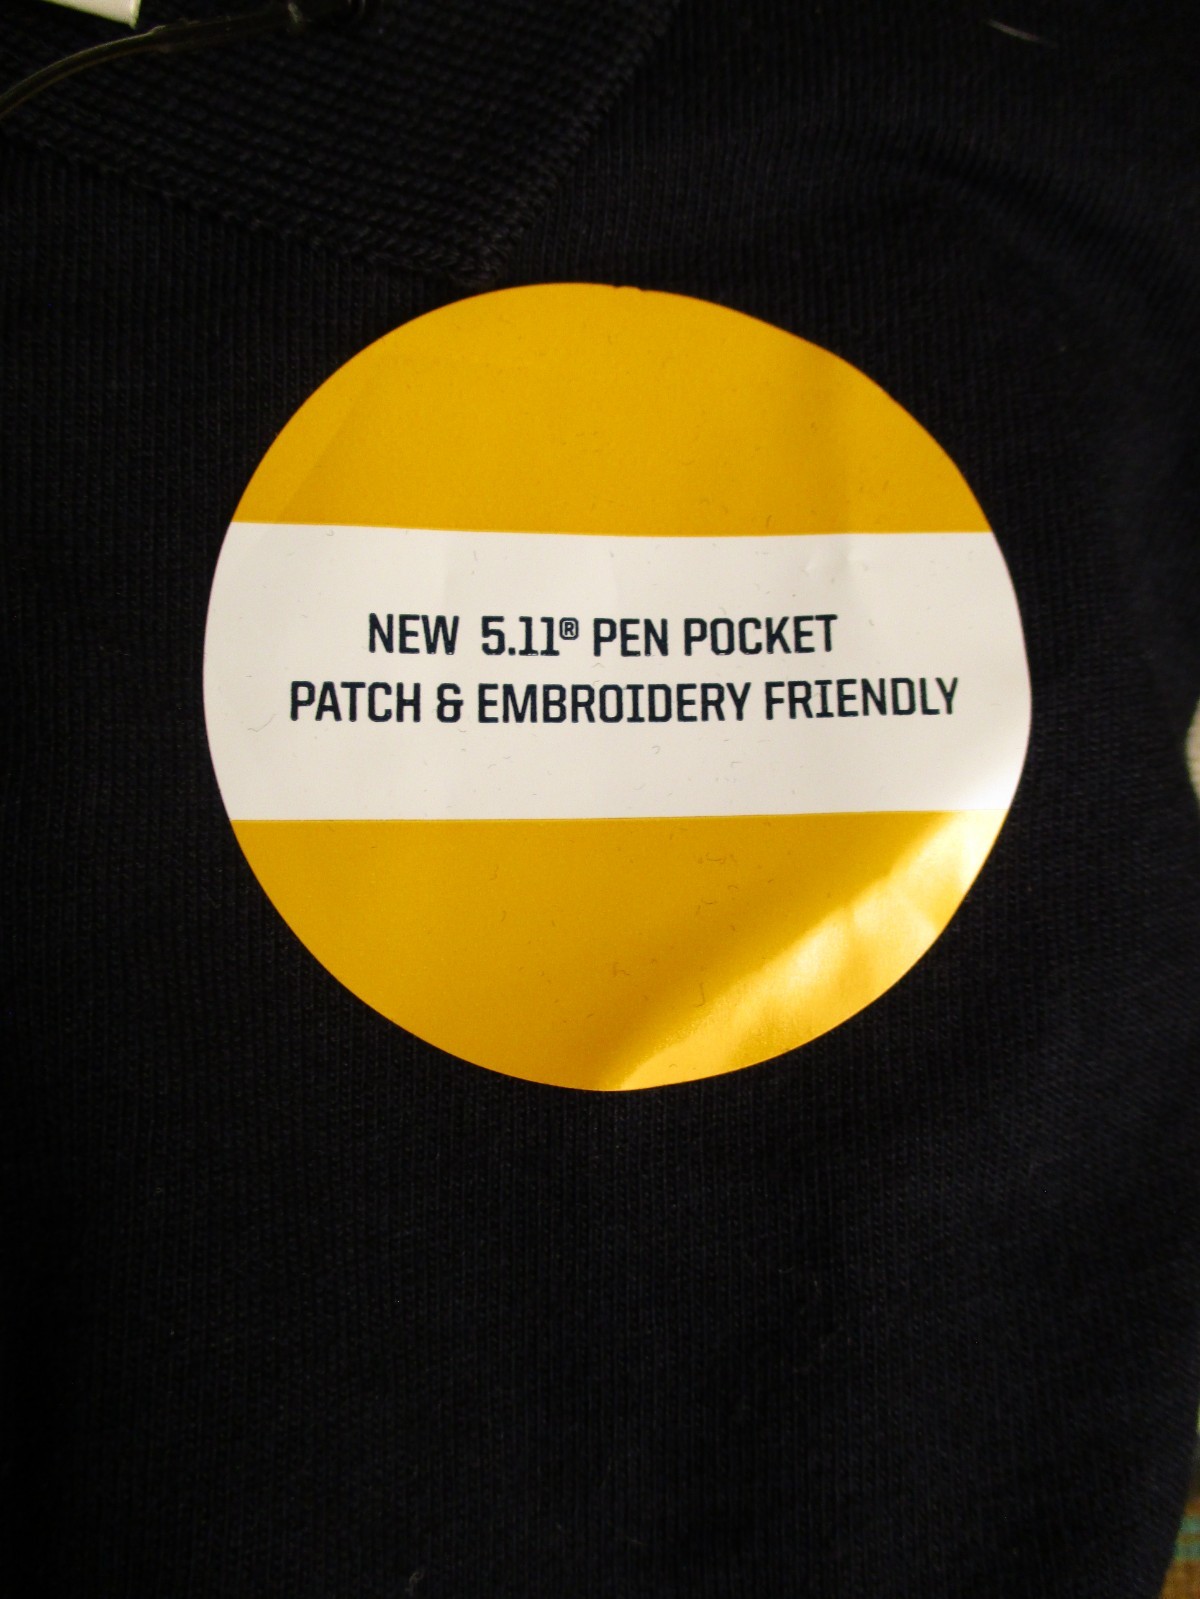 NEW 5.11® PEN POCKET
PATCH & EMBROIDERY FRIENDLY